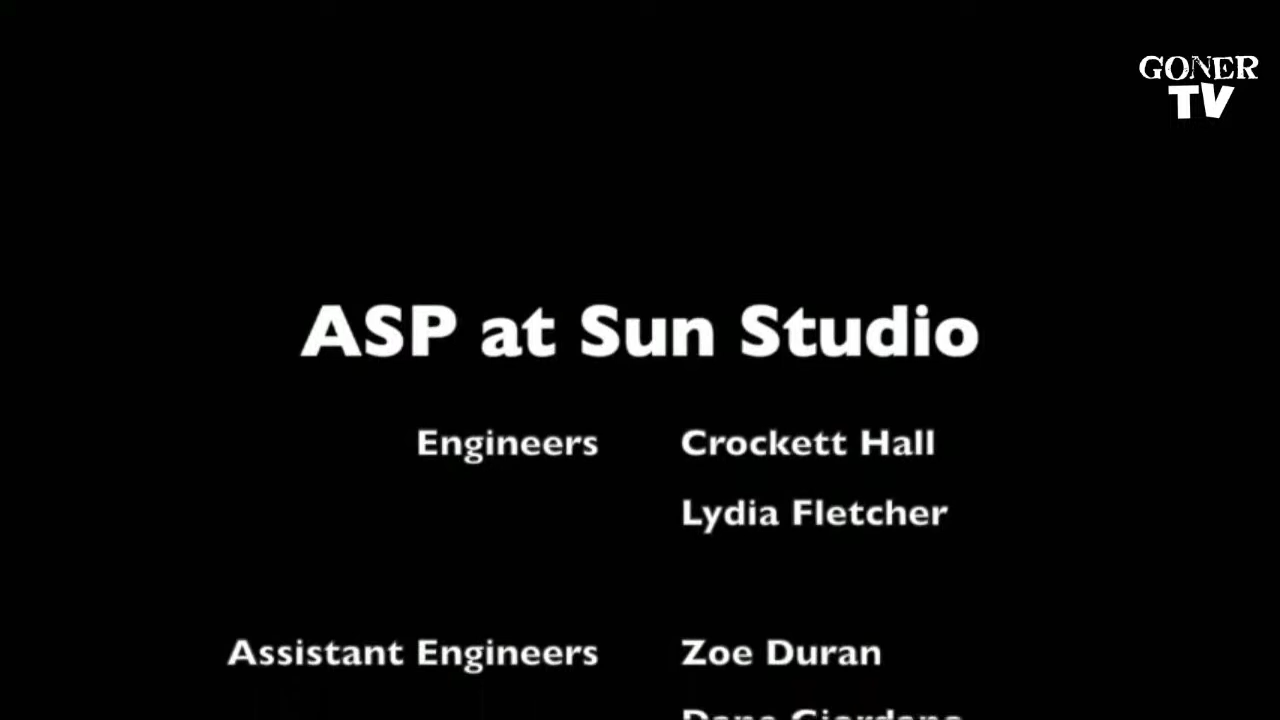 GONER
TV
ASP at Sun Studio
Engineers Crockett Hall
Lydia Fletcher
Assistant Engineers Zoe Duran